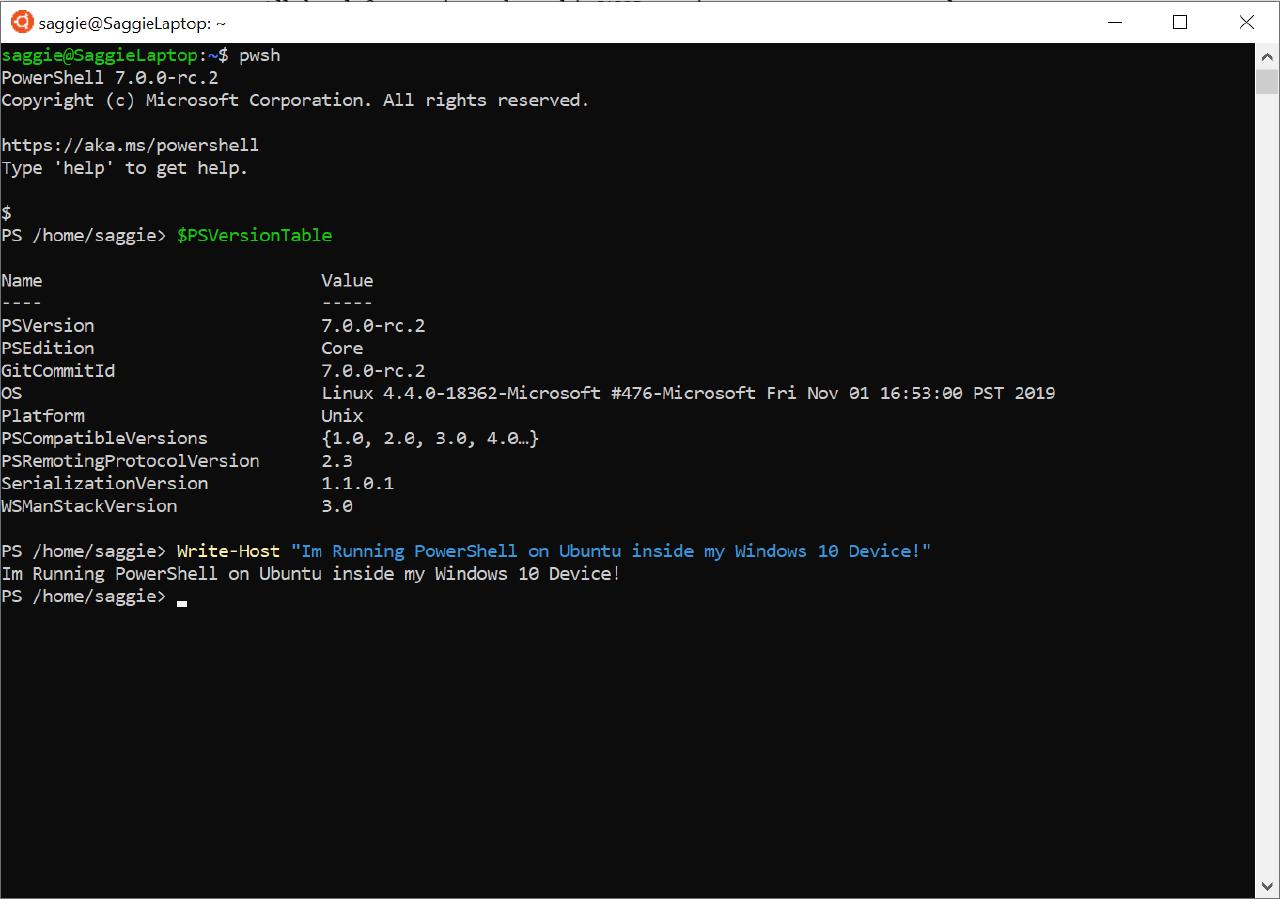 saggie@SaggieLaptop: ~
saggie@SaggieLaptop:~$ pwsh
PowerShell 7.0.0-rc.2
Copyright (c) Microsoft Corporation. All rights reserved.
https://aka.ms/powershell
Type 'help' to get help.
$
PS /home/saggie> $PSVersionTable
Name Value
---- -----
PSVersion 7.0.0-rc.2
PSEdition Core
GitCommitId 7.0.0-rc.2
OS Linux 4.4.0-18362-Microsoft #476-Microsoft Fri Nov 01 16:53:00 PST 2019
Platform Unix
PSCompatibleVersions {1.0, 2.0, 3.0, 4.0…}
PSRemotingProtocolVersion 2.3
SerializationVersion 1.1.0.1
WSManStackVersion 3.0
PS /home/saggie> Write-Host "Im Running PowerShell on Ubuntu inside my Windows 10 Device!"
Im Running PowerShell on Ubuntu inside my Windows 10 Device!
PS /home/saggie>